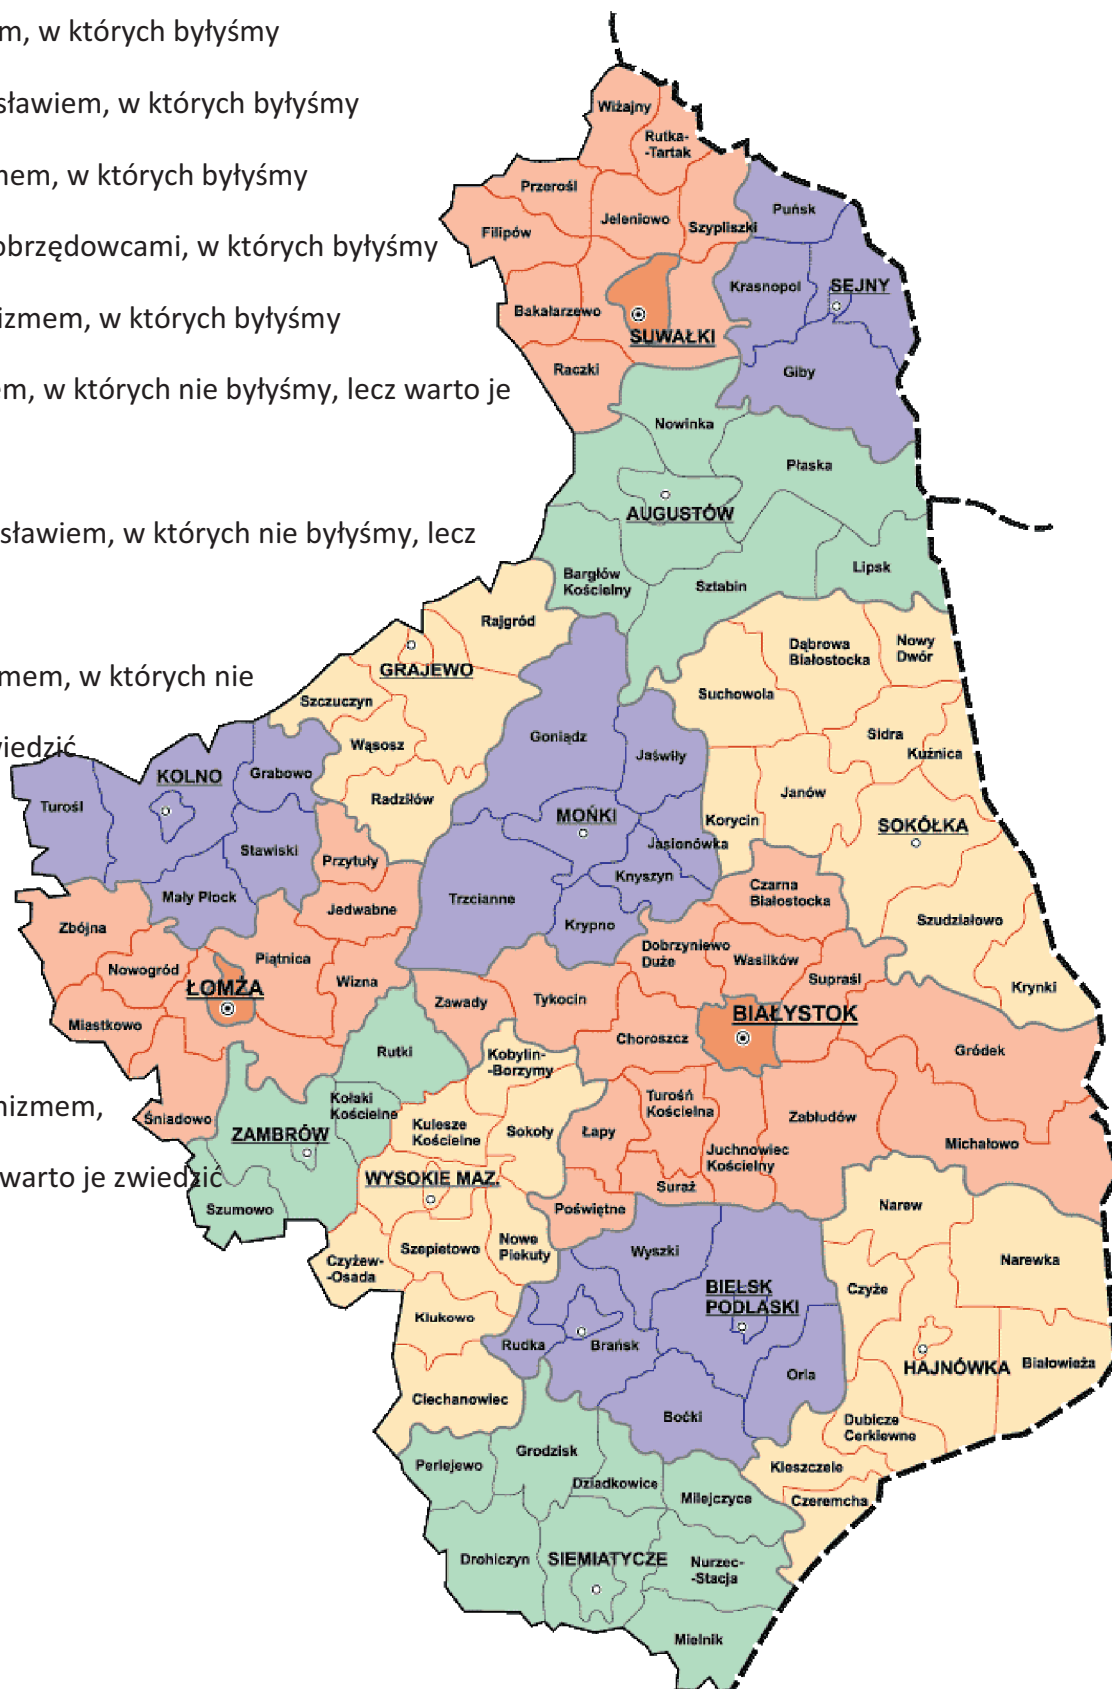 m, w których byłyśmy
sławiem, w których byłyśmy
mem, w których byłyśmy
obrzędowcami, w których byłyśmy
izmem, w których byłyśmy
em, w których nie byłyśmy, lecz warto je
sławiem, w których nie byłyśmy, lecz
mem, w których nie
wiedzić
nizmem,
warto je zwiedzić
Wiżajny
Rutka-
-Tartak
Przerośl
Jeleniowo
Szypliszki
Puńsk
Filipów
Krasnopol
SEJNY
Bakałarzewo
SUWAŁKI
Raczki
Giby
Nowinka
Płaska
AUGUSTÓW
Bargłów
Kościelny
Sztabin
Lipsk
Rajgród
GRAJEWO
Szczuczyn
Wąsosz
Radziłów
Dąbrowa
Białostocka
Nowy
Dwór
Suchowola
Sidra
Kuźnica
Janów
Korycin
SOKÓŁKA
Szudziałowo
Krynki
Goniądz
Jaświły
MOŃKI
Jasionówka
Knyszyn
Trzcianne
Krypno
KOLNO
Grabowo
Turośl
Stawiski
Mały Płock
Przytuły
Jedwabne
Zbójna
Nowogród
Piątnica
Wizna
ŁOMŻA
Miastkowo
Śniadowo
Czarna
Białostocka
Dobrzyniewo
Duże
Wasilków
Supraśl
Zawady
Tykocin
Choroszcz
BIAŁYSTOK
Gródek
Turośń
Kościelna
Łapy
Zabłudów
Michałowo
Juchnowiec
Kościelny
Suraż
Poświętne
Rutki
Kołaki
Kościelne
ZAMBRÓW
Szumowo
Kobylin-
-Borzymy
Kulesze
Kościelne
Sokoły
WYSOKIE MAZ.
Szepietowo
Nowe
Piekuty
Czyżew-
-Osada
Klukowo
Ciechanowiec
Wyszki
BIELSK
PODLASKI
Rudka
Brańsk
Orla
Boćki
Narew
Narewka
Czyże
HAJNÓWKA
Białowieża
Dubicze
Cerkiewne
Kleszczele
Czeremcha
Perlejewo
Grodzisk
Dziadkowice
Milejczyce
Drohiczyn
SIEMIATYCZE
Nurzec-
-Stacja
Mielnik